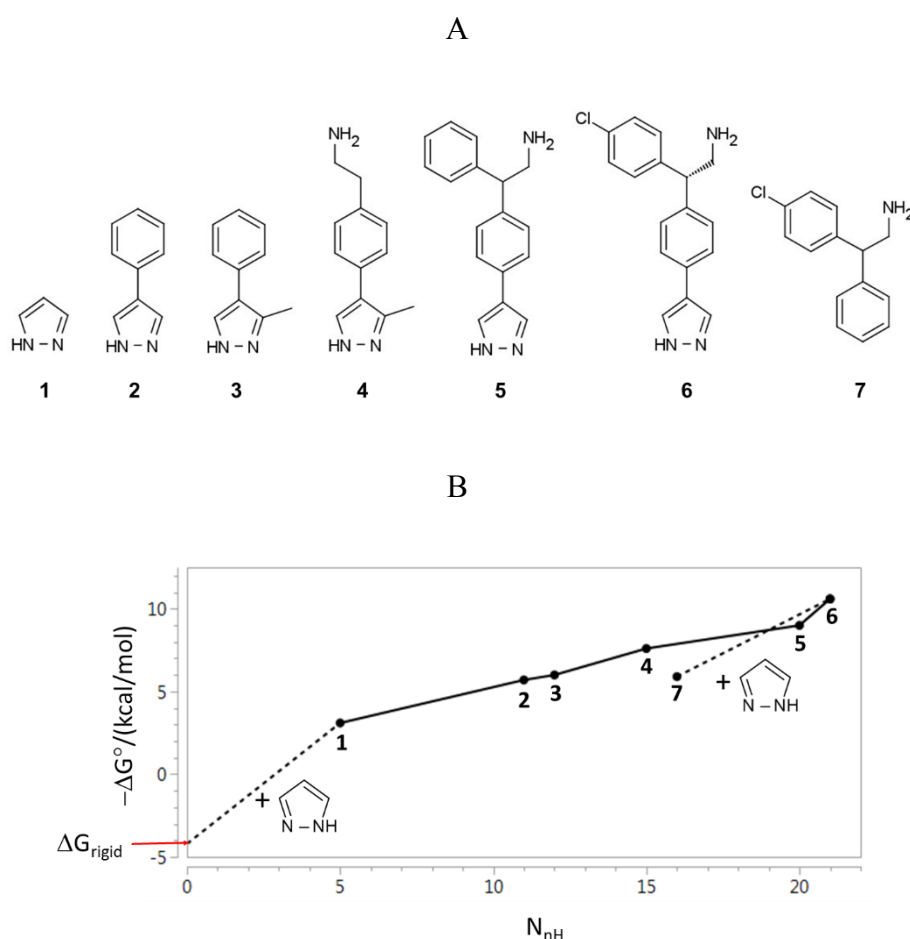 A
NH₂
NH₂
Cl
NH₂
Cl
NH₂
HN–N
HN–N
HN–N
HN–N
HN–N
HN–N
1
2
3
4
5
6
7
B
−ΔG°/(kcal/mol)
10
5
0
-5
1
2
3
4
5
6
7
+
N–NH
+
N–NH
ΔG_rigid
0
5
10
15
20
N_nH